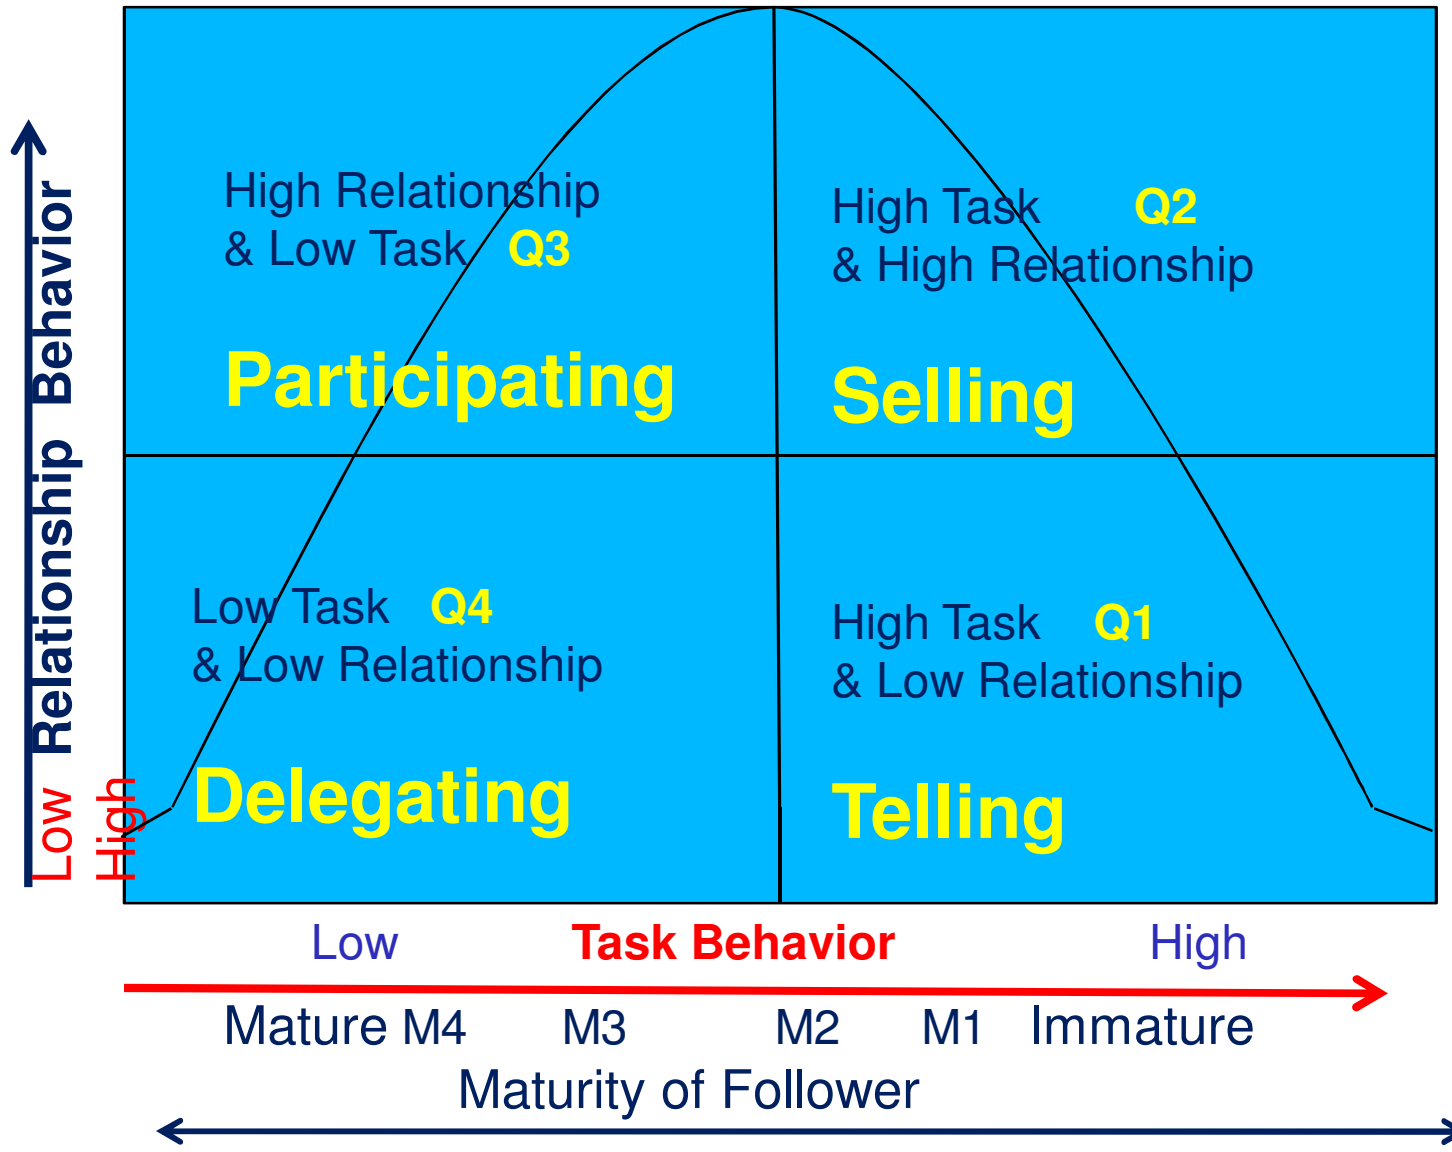 High Relationship
& Low Task Q3
Participating
High Task Q2
& High Relationship
Selling
Low Task Q4
& Low Relationship
Delegating
High Task Q1
& Low Relationship
Telling
Relationship Behavior
Low
High
Low Task Behavior High
Mature M4 M3 M2 M1 Immature
Maturity of Follower